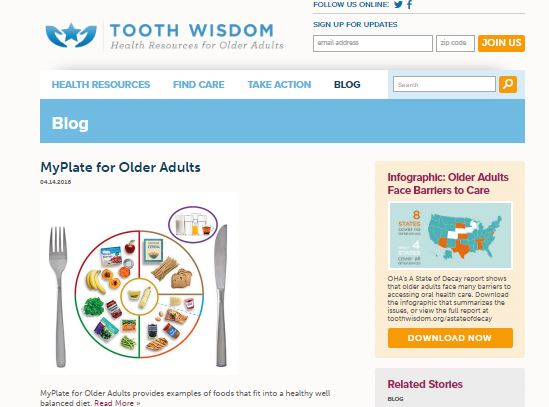 FOLLOW US ONLINE:
TOOTH WISDOM
Health Resources for Older Adults
SIGN UP FOR UPDATES
email address
zip code
JOIN US
HEALTH RESOURCES
FIND CARE
TAKE ACTION
BLOG
Search
Blog
MyPlate for Older Adults
04.14.2016
MyPlate for Older Adults provides examples of foods that fit into a healthy well
balanced diet. Read More »
Infographic: Older Adults
Face Barriers to Care
8
STATES
4
STATES
OHA's A State of Decay report shows
that older adults face many barriers to
accessing oral health care. Download
the infographic that summarizes the
issues, or view the full report at
toothwisdom.org/astateofdecay
DOWNLOAD NOW
Related Stories
BLOG